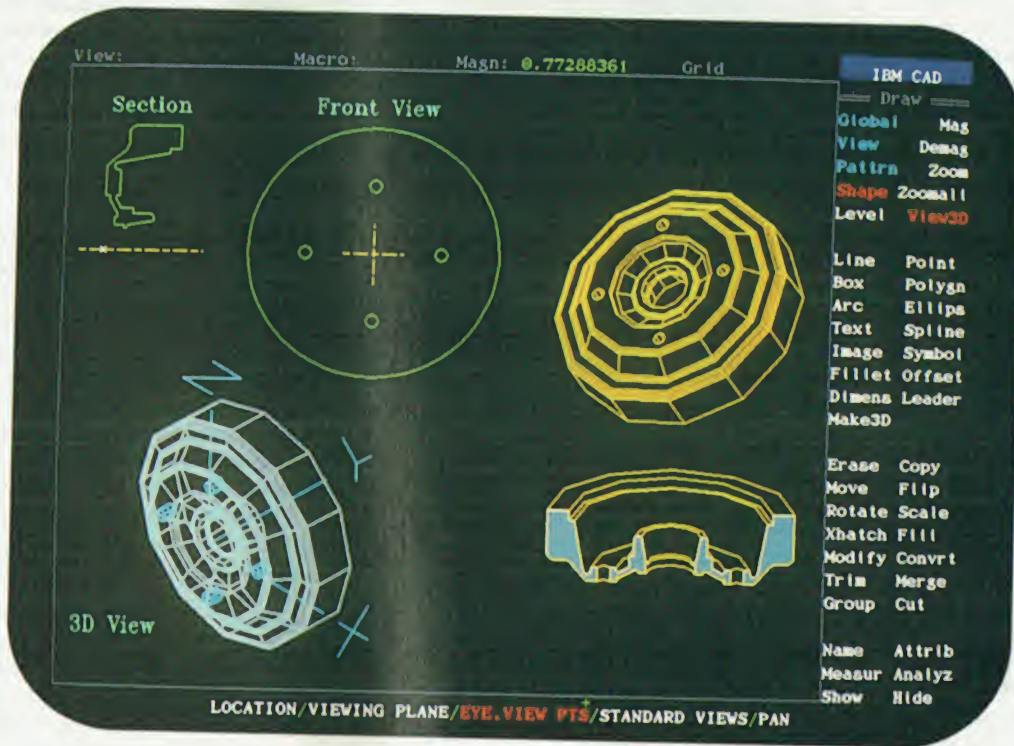 View: Macro: Magn: 0.77288361 Grid
IBM CAD
Draw
Global Mag
View Demag
Pattrn Zoom
Shape Zoomall
Level View3D
Line Point
Box Polygn
Arc Ellips
Text Spline
Image Symbol
Fillet Offset
Dimens Leader
Make3D
Erase Copy
Move Flip
Rotate Scale
Xhatch Fill
Modify Convrt
Trim Merge
Group Cut
Name Attrib
Measur Analyz
Show Hide
Section
Front View
Z
Y
X
3D View
LOCATION/VIEWING PLANE/EYE.VIEW PTS/STANDARD VIEWS/PAN